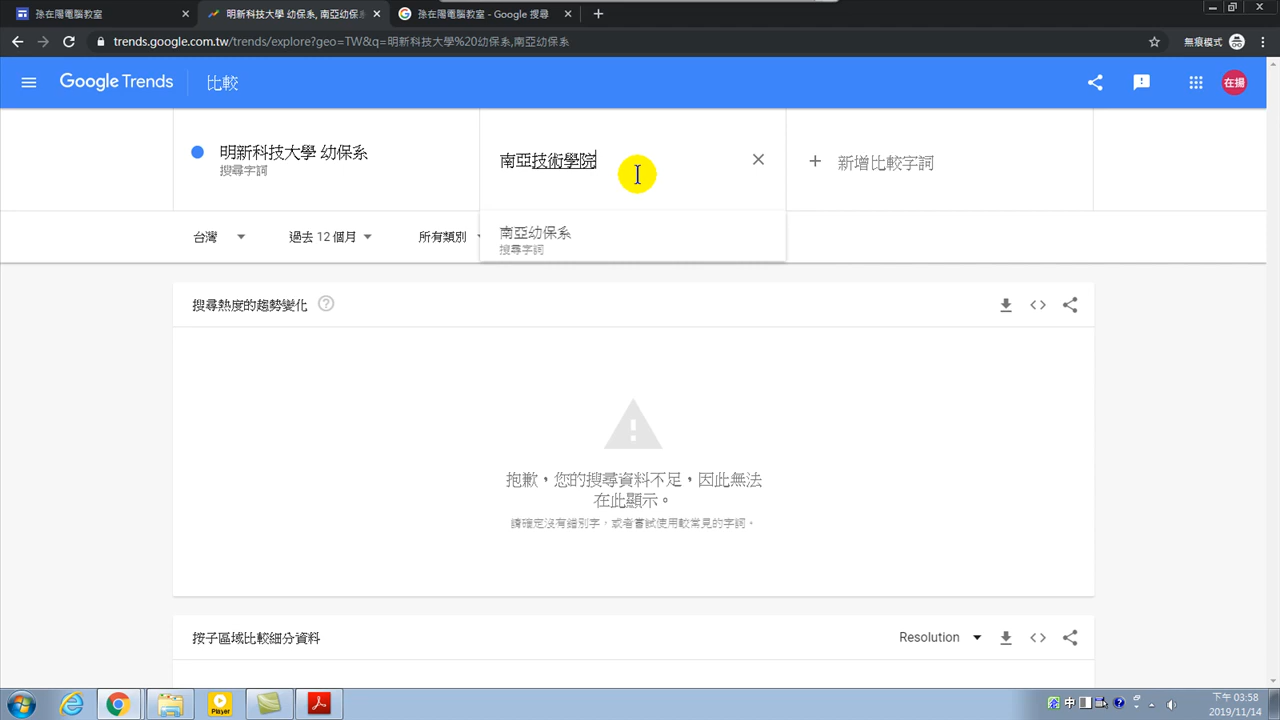 孫在陽電腦教室
明新科技大學 幼保系, 南亞幼保系
孫在陽電腦教室 - Google 搜尋
trends.google.com.tw/trends/explore?geo=TW&q=明新科技大學%20幼保系,南亞幼保系
無痕模式
Google Trends
比較
在揚
明新科技大學 幼保系
搜尋字詞
南亞技術學院
新增比較字詞
南亞幼保系
搜尋字詞
台灣
過去 12 個月
所有類別
搜尋熱度的趨勢變化
抱歉，您的搜尋資料不足，因此無法
在此顯示。
請確定沒有錯別字，或者嘗試使用較常見的字詞。
按子區域比較細分資料
Resolution
Player
中
下午 03:58
2019/11/14